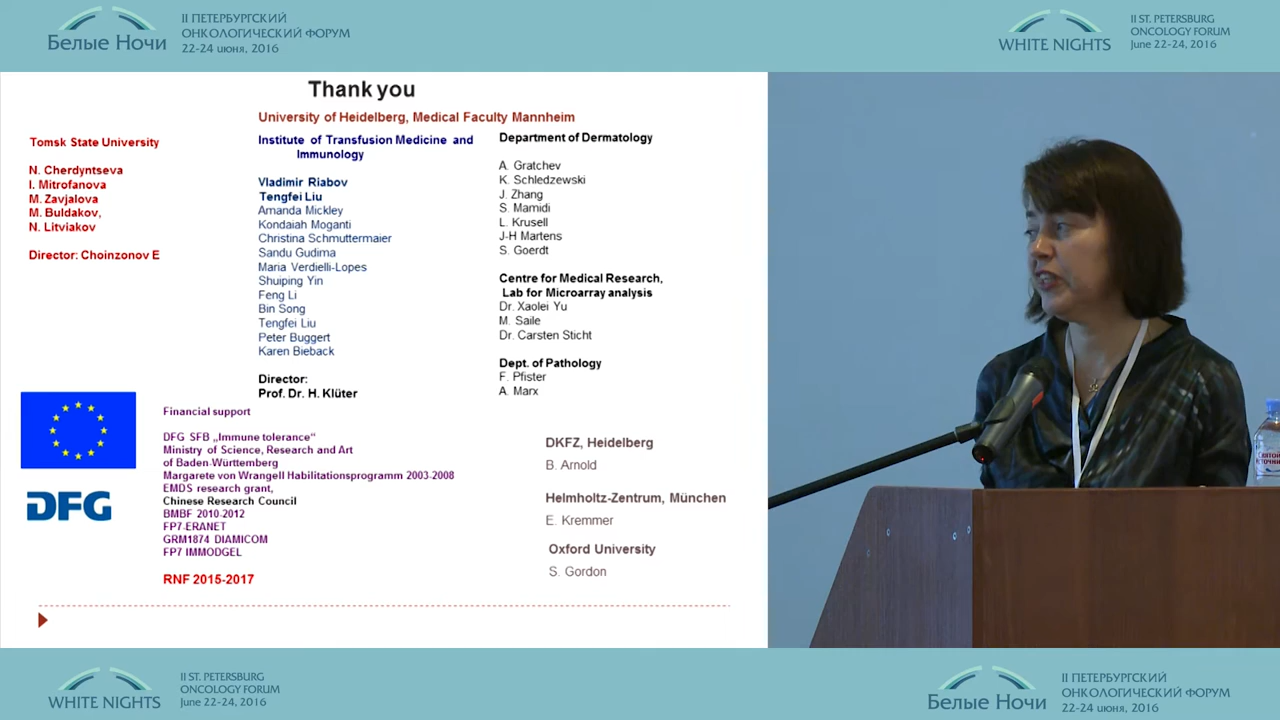 Белые Ночи
II ПЕТЕРБУРГСКИЙ
ОНКОЛОГИЧЕСКИЙ ФОРУМ
22-24 июня, 2016
WHITE NIGHTS
II ST. PETERSBURG
ONCOLOGY FORUM
June 22-24, 2016
Thank you
University of Heidelberg, Medical Faculty Mannheim
Tomsk State University
N. Cherdyntseva
I. Mitrofanova
M. Zavjalova
M. Buldakov,
N. Litviakov
Director: Choinzonov E
Institute of Transfusion Medicine and
Immunology
Vladimir Riabov
Tengfei Liu
Amanda Mickley
Kondaiah Moganti
Christina Schmuttermaier
Sandu Gudima
Maria Verdielli-Lopes
Shuiping Yin
Feng Li
Bin Song
Tengfei Liu
Peter Buggert
Karen Bieback
Director:
Prof. Dr. H. Klüter
Department of Dermatology
A. Gratchev
K. Schledzewski
J. Zhang
S. Mamidi
L. Krusell
J-H Martens
S. Goerdt
Centre for Medical Research,
Lab for Microarray analysis
Dr. Xaolei Yu
M. Saile
Dr. Carsten Sticht
Dept. of Pathology
F. Pfister
A. Marx
DFG
Financial support
DFG SFB „Immune tolerance“
Ministry of Science, Research and Art
of Baden-Württemberg
Margarete von Wrangell Habilitationsprogramm 2003-2008
EMDS research grant,
Chinese Research Council
BMBF 2010-2012
FP7-ERANET
GRM1874 DIAMICOM
FP7 IMMODGEL
RNF 2015-2017
DKFZ, Heidelberg
B. Arnold
Helmholtz-Zentrum, München
E. Kremmer
Oxford University
S. Gordon
WHITE NIGHTS
II ST. PETERSBURG
ONCOLOGY FORUM
June 22-24, 2016
Белые Ночи
II ПЕТЕРБУРГСКИЙ
ОНКОЛОГИЧЕСКИЙ ФОРУМ
22-24 июня, 2016